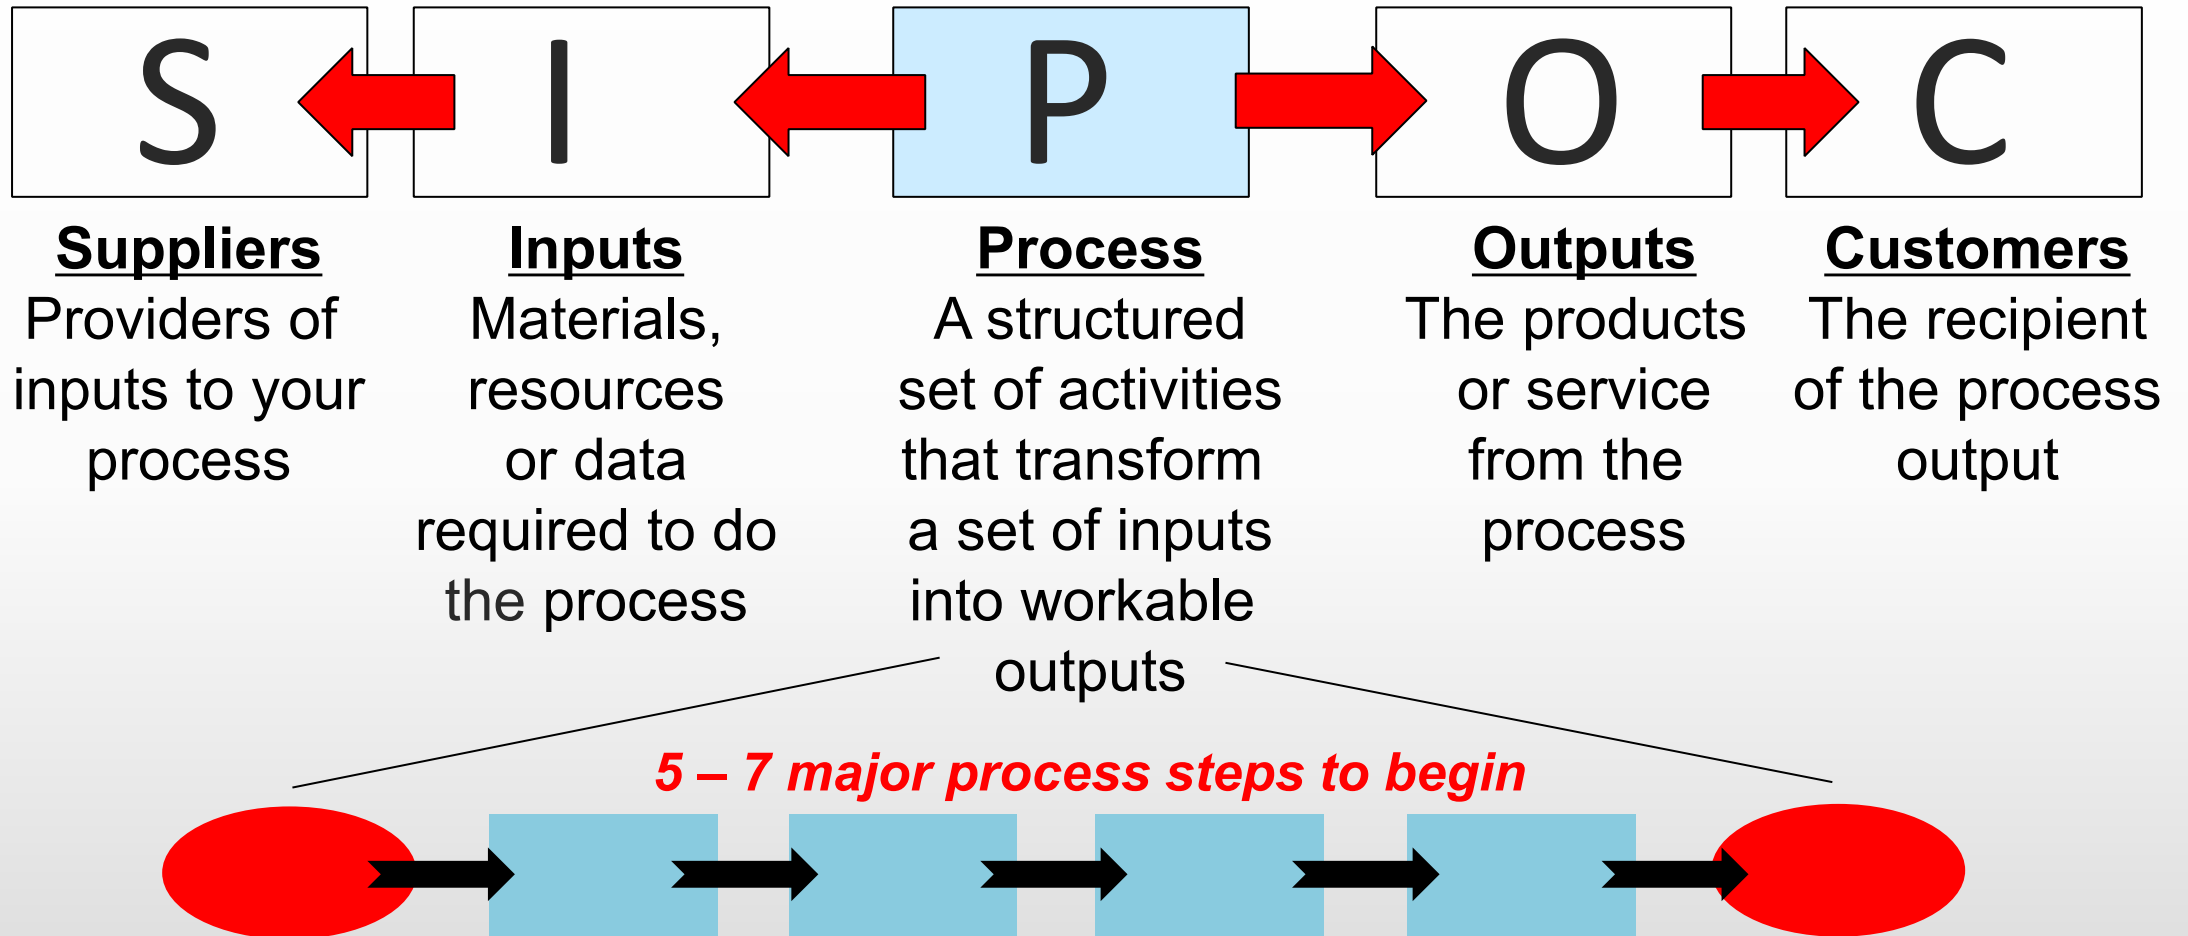 S I P O C
Suppliers
Providers of
inputs to your
process
Inputs
Materials,
resources
or data
required to do
the process
Process
A structured
set of activities
that transform
a set of inputs
into workable
outputs
Outputs
The products
or service
from the
process
Customers
The recipient
of the process
output
5 – 7 major process steps to begin